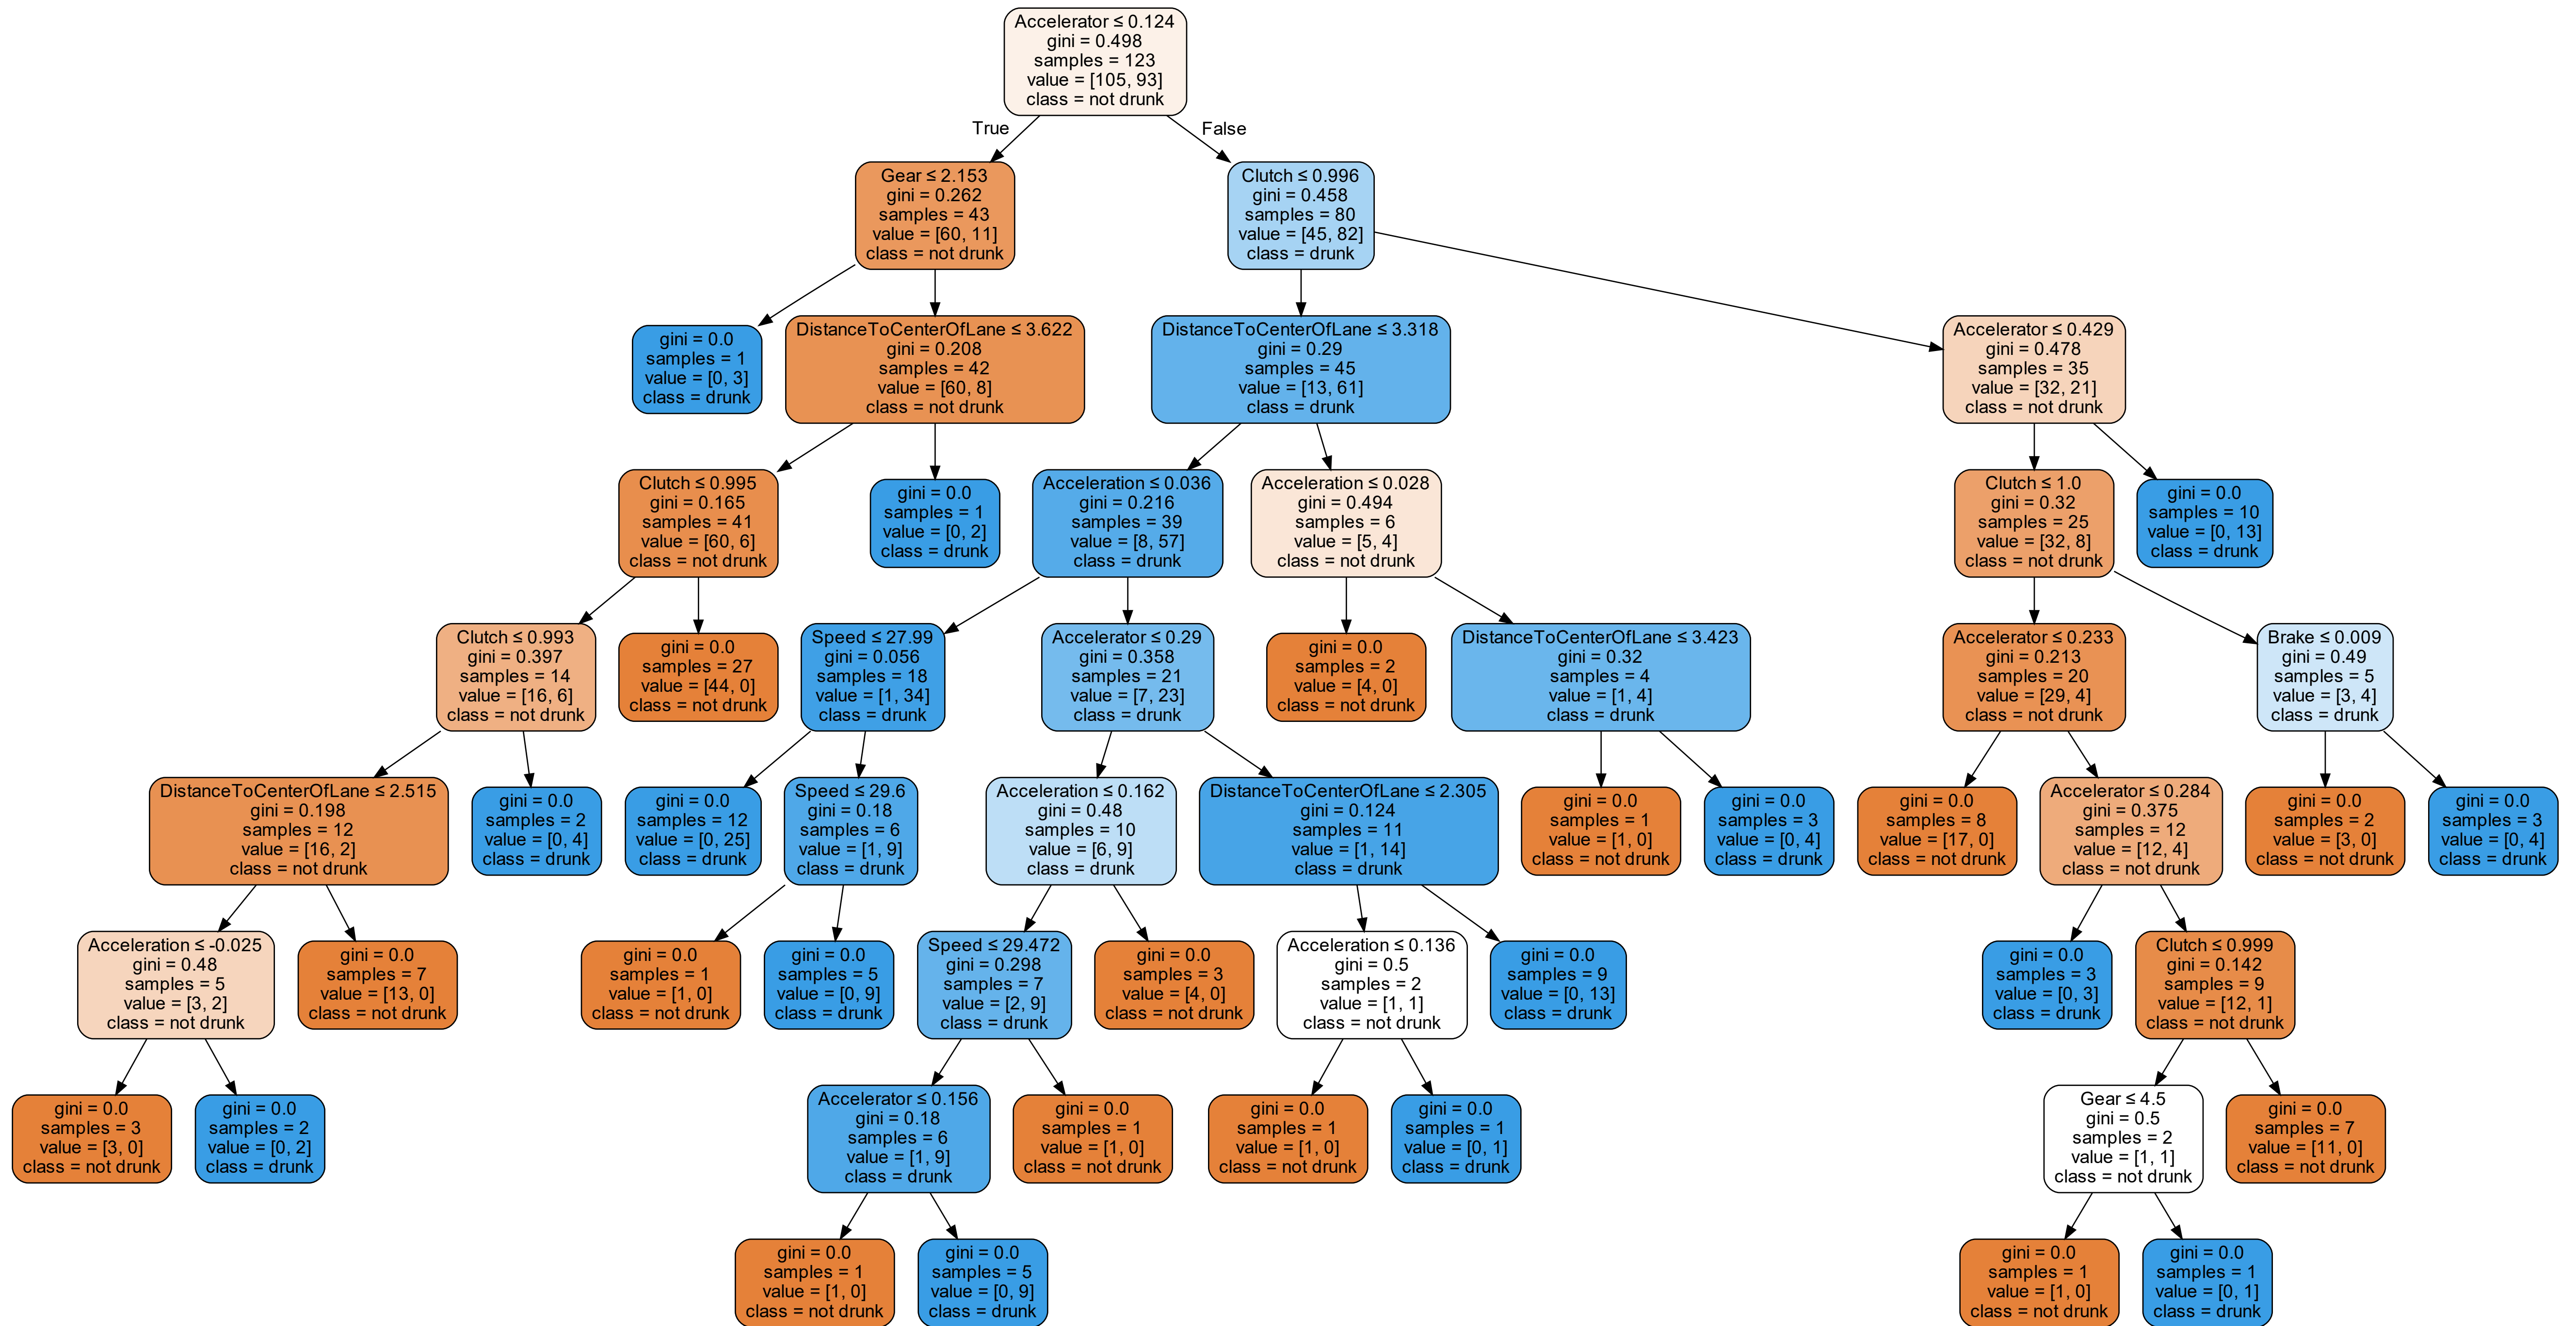 Accelerator ≤ 0.124
gini = 0.498
samples = 123
value = [105, 93]
class = not drunk
True
False
Gear ≤ 2.153
gini = 0.262
samples = 43
value = [60, 11]
class = not drunk
Clutch ≤ 0.996
gini = 0.458
samples = 80
value = [45, 82]
class = drunk
gini = 0.0
samples = 1
value = [0, 3]
class = drunk
DistanceToCenterOfLane ≤ 3.622
gini = 0.208
samples = 42
value = [60, 8]
class = not drunk
DistanceToCenterOfLane ≤ 3.318
gini = 0.29
samples = 45
value = [13, 61]
class = drunk
Accelerator ≤ 0.429
gini = 0.478
samples = 35
value = [32, 21]
class = not drunk
Clutch ≤ 0.995
gini = 0.165
samples = 41
value = [60, 6]
class = not drunk
gini = 0.0
samples = 1
value = [0, 2]
class = drunk
Acceleration ≤ 0.036
gini = 0.216
samples = 39
value = [8, 57]
class = drunk
Acceleration ≤ 0.028
gini = 0.494
samples = 6
value = [5, 4]
class = not drunk
Clutch ≤ 1.0
gini = 0.32
samples = 25
value = [32, 8]
class = not drunk
gini = 0.0
samples = 10
value = [0, 13]
class = drunk
Clutch ≤ 0.993
gini = 0.397
samples = 14
value = [16, 6]
class = not drunk
gini = 0.0
samples = 27
value = [44, 0]
class = not drunk
Speed ≤ 27.99
gini = 0.056
samples = 18
value = [1, 34]
class = drunk
Accelerator ≤ 0.29
gini = 0.358
samples = 21
value = [7, 23]
class = drunk
gini = 0.0
samples = 2
value = [4, 0]
class = not drunk
DistanceToCenterOfLane ≤ 3.423
gini = 0.32
samples = 4
value = [1, 4]
class = drunk
Accelerator ≤ 0.233
gini = 0.213
samples = 20
value = [29, 4]
class = not drunk
Brake ≤ 0.009
gini = 0.49
samples = 5
value = [3, 4]
class = drunk
DistanceToCenterOfLane ≤ 2.515
gini = 0.198
samples = 12
value = [16, 2]
class = not drunk
gini = 0.0
samples = 2
value = [0, 4]
class = drunk
gini = 0.0
samples = 12
value = [0, 25]
class = drunk
Speed ≤ 29.6
gini = 0.18
samples = 6
value = [1, 9]
class = drunk
Acceleration ≤ 0.162
gini = 0.48
samples = 10
value = [6, 9]
class = drunk
DistanceToCenterOfLane ≤ 2.305
gini = 0.124
samples = 11
value = [1, 14]
class = drunk
gini = 0.0
samples = 1
value = [1, 0]
class = not drunk
gini = 0.0
samples = 3
value = [0, 4]
class = drunk
gini = 0.0
samples = 8
value = [17, 0]
class = not drunk
Accelerator ≤ 0.284
gini = 0.375
samples = 12
value = [12, 4]
class = not drunk
gini = 0.0
samples = 2
value = [3, 0]
class = not drunk
gini = 0.0
samples = 3
value = [0, 4]
class = drunk
Acceleration ≤ -0.025
gini = 0.48
samples = 5
value = [3, 2]
class = not drunk
gini = 0.0
samples = 7
value = [13, 0]
class = not drunk
gini = 0.0
samples = 1
value = [1, 0]
class = not drunk
gini = 0.0
samples = 5
value = [0, 9]
class = drunk
Speed ≤ 29.472
gini = 0.298
samples = 7
value = [2, 9]
class = drunk
gini = 0.0
samples = 3
value = [4, 0]
class = not drunk
Acceleration ≤ 0.136
gini = 0.5
samples = 2
value = [1, 1]
class = not drunk
gini = 0.0
samples = 9
value = [0, 13]
class = drunk
gini = 0.0
samples = 3
value = [0, 3]
class = drunk
Clutch ≤ 0.999
gini = 0.142
samples = 9
value = [12, 1]
class = not drunk
gini = 0.0
samples = 3
value = [3, 0]
class = not drunk
gini = 0.0
samples = 2
value = [0, 2]
class = drunk
Accelerator ≤ 0.156
gini = 0.18
samples = 6
value = [1, 9]
class = drunk
gini = 0.0
samples = 1
value = [1, 0]
class = not drunk
gini = 0.0
samples = 1
value = [1, 0]
class = not drunk
gini = 0.0
samples = 1
value = [0, 1]
class = drunk
Gear ≤ 4.5
gini = 0.5
samples = 2
value = [1, 1]
class = not drunk
gini = 0.0
samples = 7
value = [11, 0]
class = not drunk
gini = 0.0
samples = 1
value = [1, 0]
class = not drunk
gini = 0.0
samples = 5
value = [0, 9]
class = drunk
gini = 0.0
samples = 1
value = [1, 0]
class = not drunk
gini = 0.0
samples = 1
value = [0, 1]
class = drunk